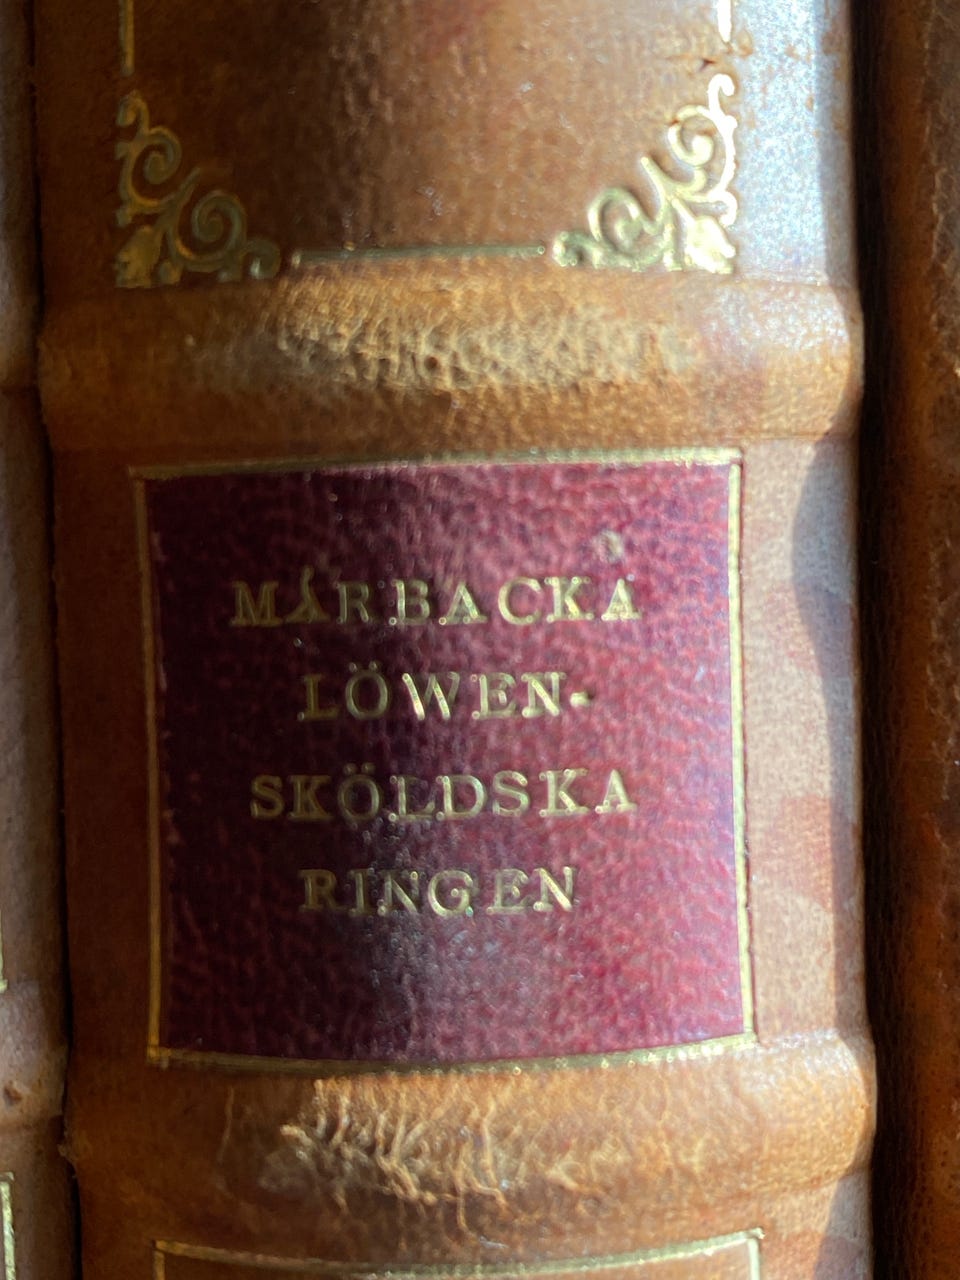 MÅRBACKA
LÖWEN-
SKÖLDSKA
RINGEN